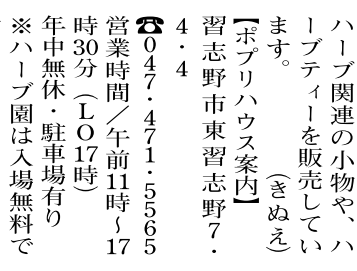 ハーブ関連の小物や、ハ
ーブティーを販売してい
ます。　　　（きぬえ）
【ポプリハウス案内】
習志野市東習志野7・
4・4
☎047・471・5565
営業時間／午前11時〜17
時30分（LO17時）
年中無休・駐車場有り
※ハーブ園は入場無料で